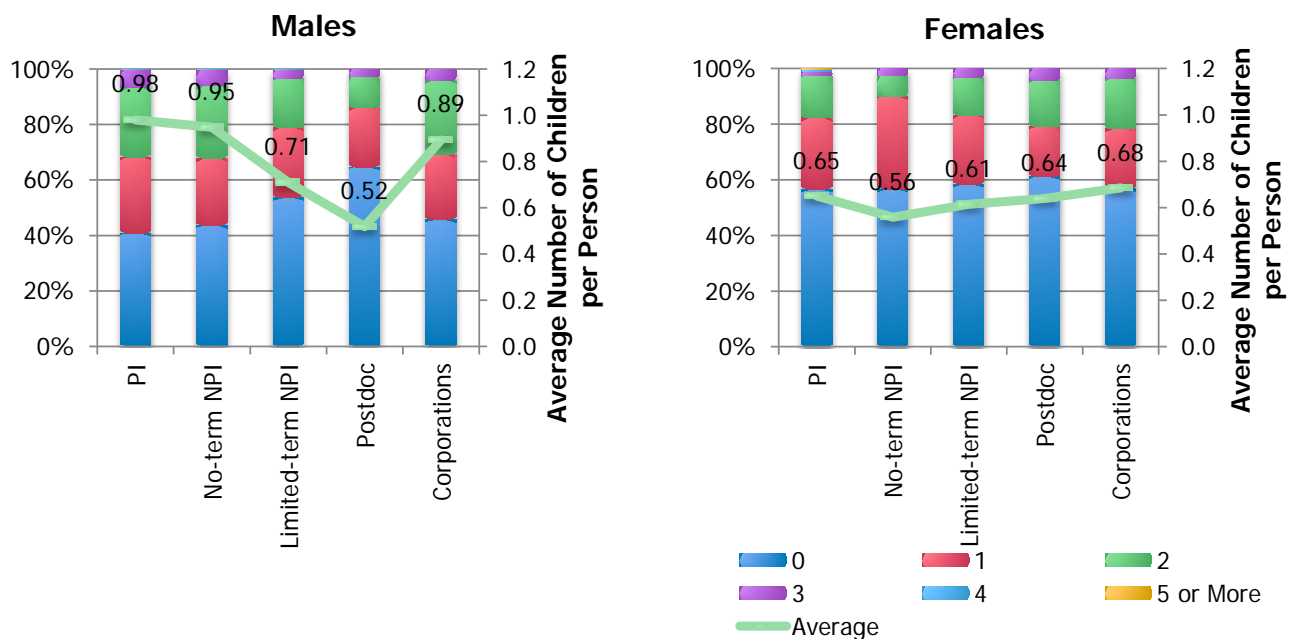 Males
100%
80%
60%
40%
20%
0%
0.98
0.95
0.71
0.52
0.89
1.2
1.0
0.8
0.6
0.4
0.2
0.0
Average Number of Children
per Person
PI
No-term NPI
Limited-term NPI
Postdoc
Corporations
Females
100%
80%
60%
40%
20%
0%
0.65
0.56
0.61
0.64
0.68
1.2
1.0
0.8
0.6
0.4
0.2
0.0
Average Number of Children
per Person
PI
No-term NPI
Limited-term NPI
Postdoc
Corporations
0 1 2
3 4 5 or More
Average